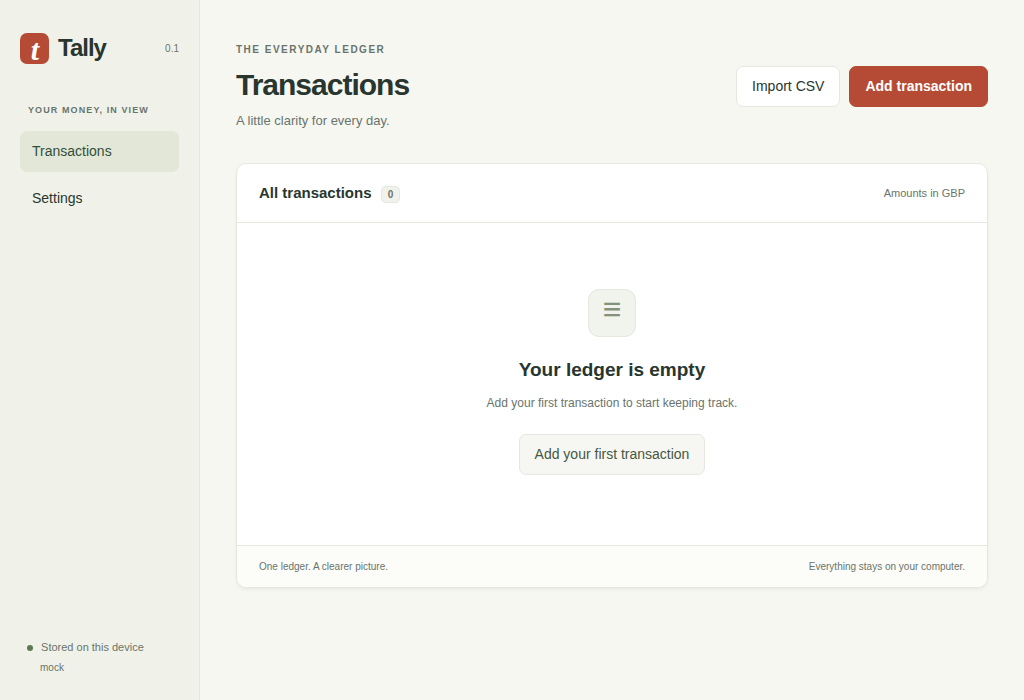 t Tally 0.1
YOUR MONEY, IN VIEW
Transactions
Settings
Stored on this device
mock
THE EVERYDAY LEDGER
Transactions
A little clarity for every day.
Import CSV
Add transaction
All transactions 0
Amounts in GBP
Your ledger is empty
Add your first transaction to start keeping track.
Add your first transaction
One ledger. A clearer picture.
Everything stays on your computer.